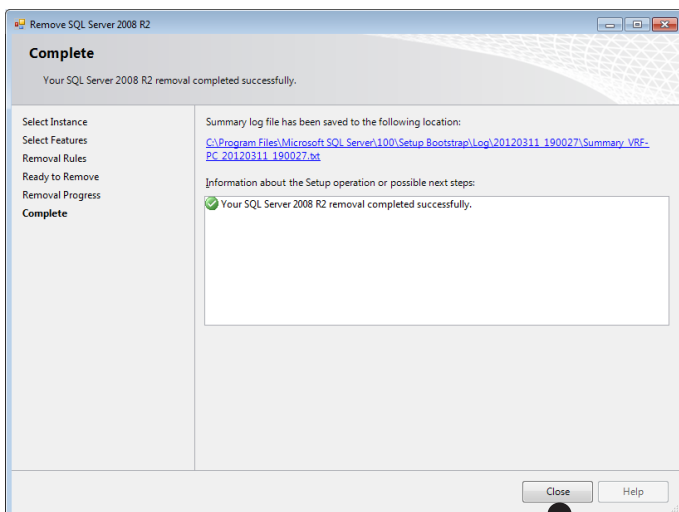 Remove SQL Server 2008 R2
Complete
Your SQL Server 2008 R2 removal completed successfully.
Select Instance
Select Features
Removal Rules
Ready to Remove
Removal Progress
Complete
Summary log file has been saved to the following location:
C:\Program Files\Microsoft SQL Server\100\Setup Bootstrap\Log\20120311_190027\Summary_VRF-
PC_20120311_190027.txt
Information about the Setup operation or possible next steps:
Your SQL Server 2008 R2 removal completed successfully.
Close
Help